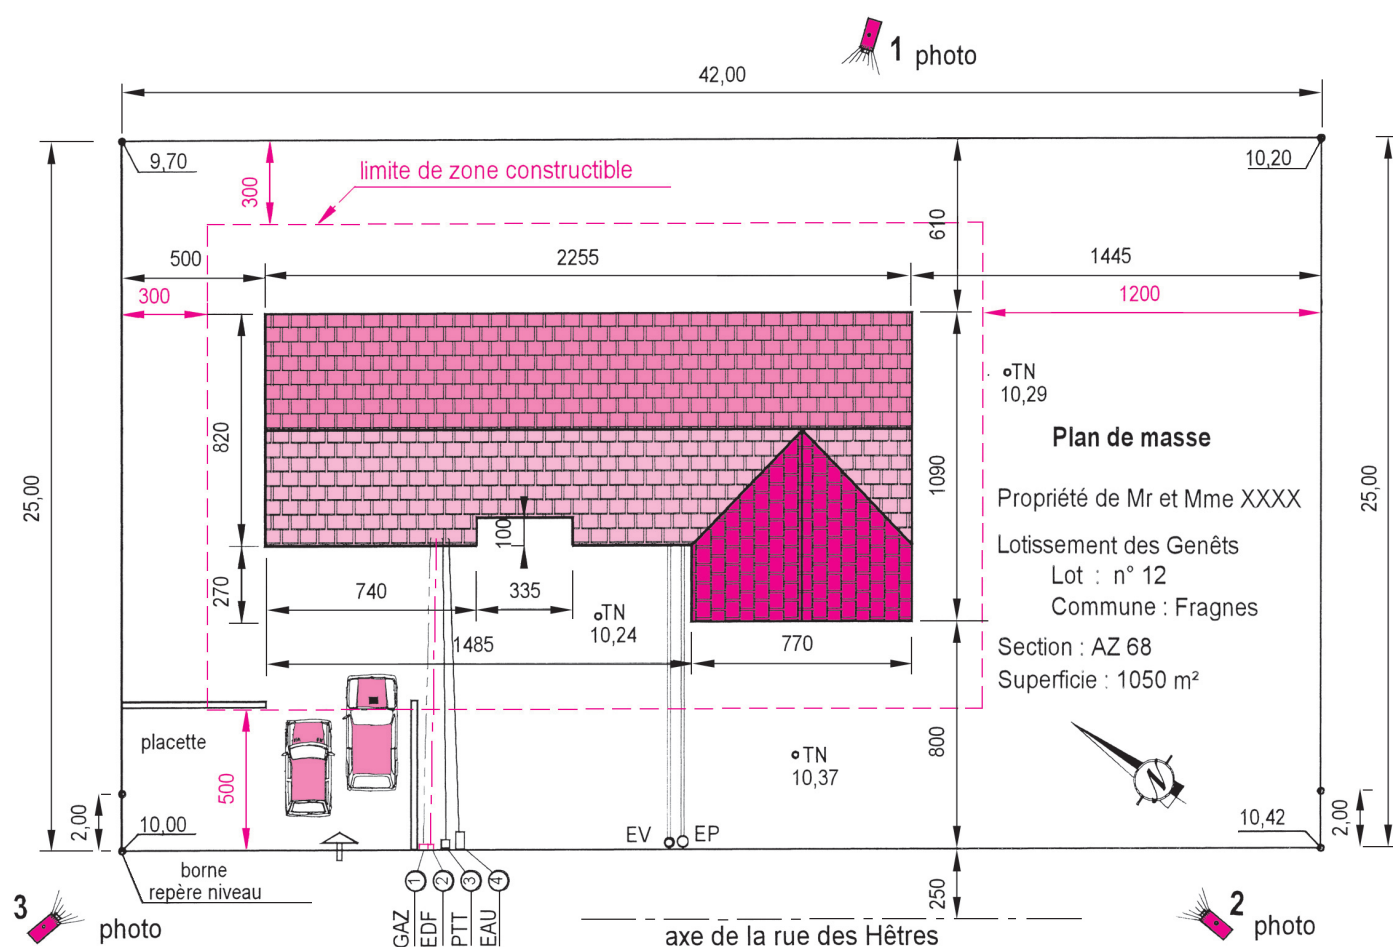 1 photo
42,00
9,70
10,20
limite de zone constructible
300
610
500
2255
1445
300
1200
TN
10,29
820
1090
Plan de masse
25,00
25,00
Propriété de Mr et Mme XXXX
100
Lotissement des Genêts
Lot : n° 12
Commune : Fragnes
270
740
335
TN
10,24
1485
770
Section : AZ 68
Superficie : 1050 m²
placette
500
800
TN
10,37
N
2,00
10,00
EV
EP
10,42
2,00
borne
repère niveau
1
2
3
4
GAZ
EDF
PTT
EAU
250
3
photo
axe de la rue des Hêtres
2
photo